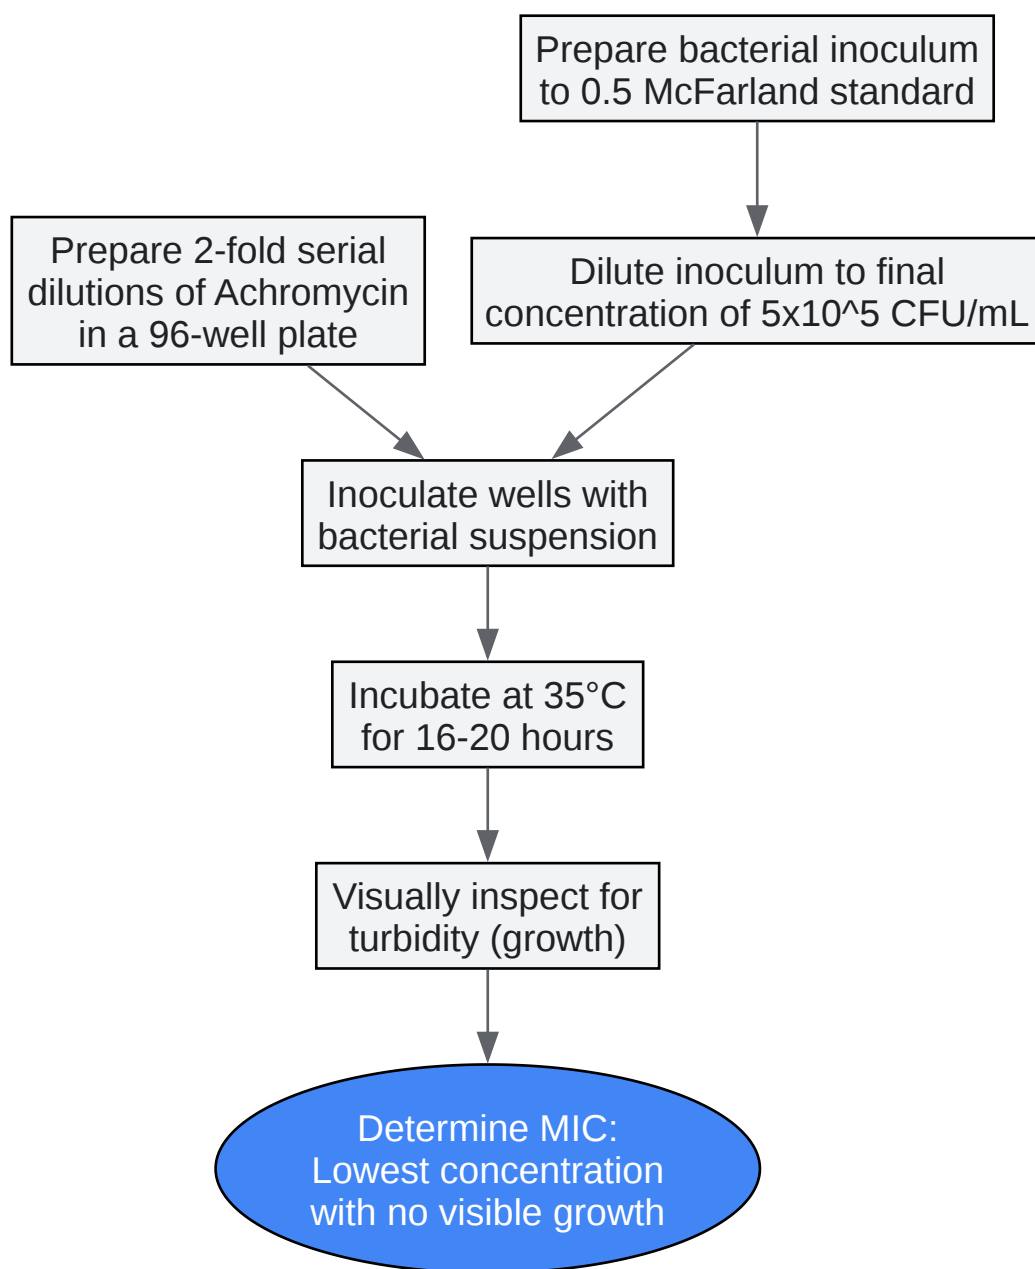 Prepare bacterial inoculum
to 0.5 McFarland standard
Prepare 2-fold serial
dilutions of Achromycin
in a 96-well plate
Dilute inoculum to final
concentration of 5x10^5 CFU/mL
Inoculate wells with
bacterial suspension
Incubate at 35°C
for 16-20 hours
Visually inspect for
turbidity (growth)
Determine MIC:
Lowest concentration
with no visible growth